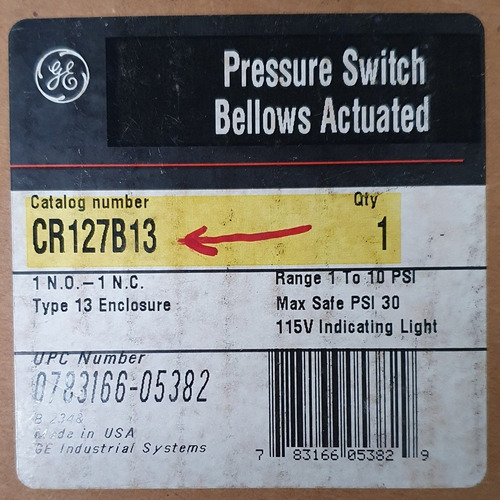 GE
Pressure Switch
Bellows Actuated
Catalog number Qty
CR127B13 1
1 N.O.-1 N.C. Range 1 To 10 PSI
Type 13 Enclosure Max Safe PSI 30
115V Indicating Light
UPC Number
0783166-05382
Made in USA
GE Industrial Systems
7 83166 05382 9